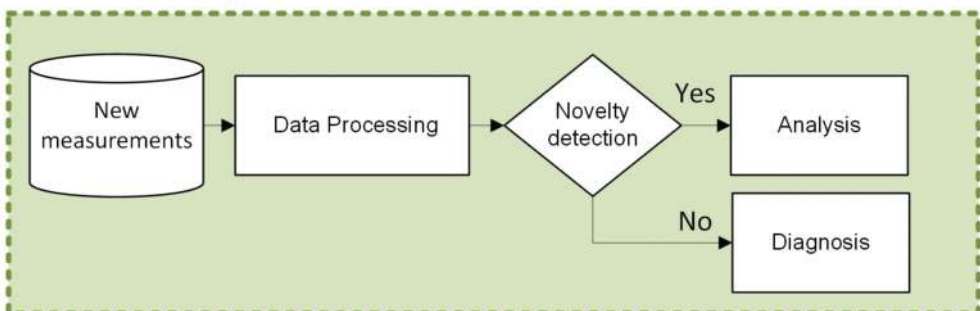 New
measurements
Data Processing
Novelty
detection
Yes
Analysis
No
Diagnosis